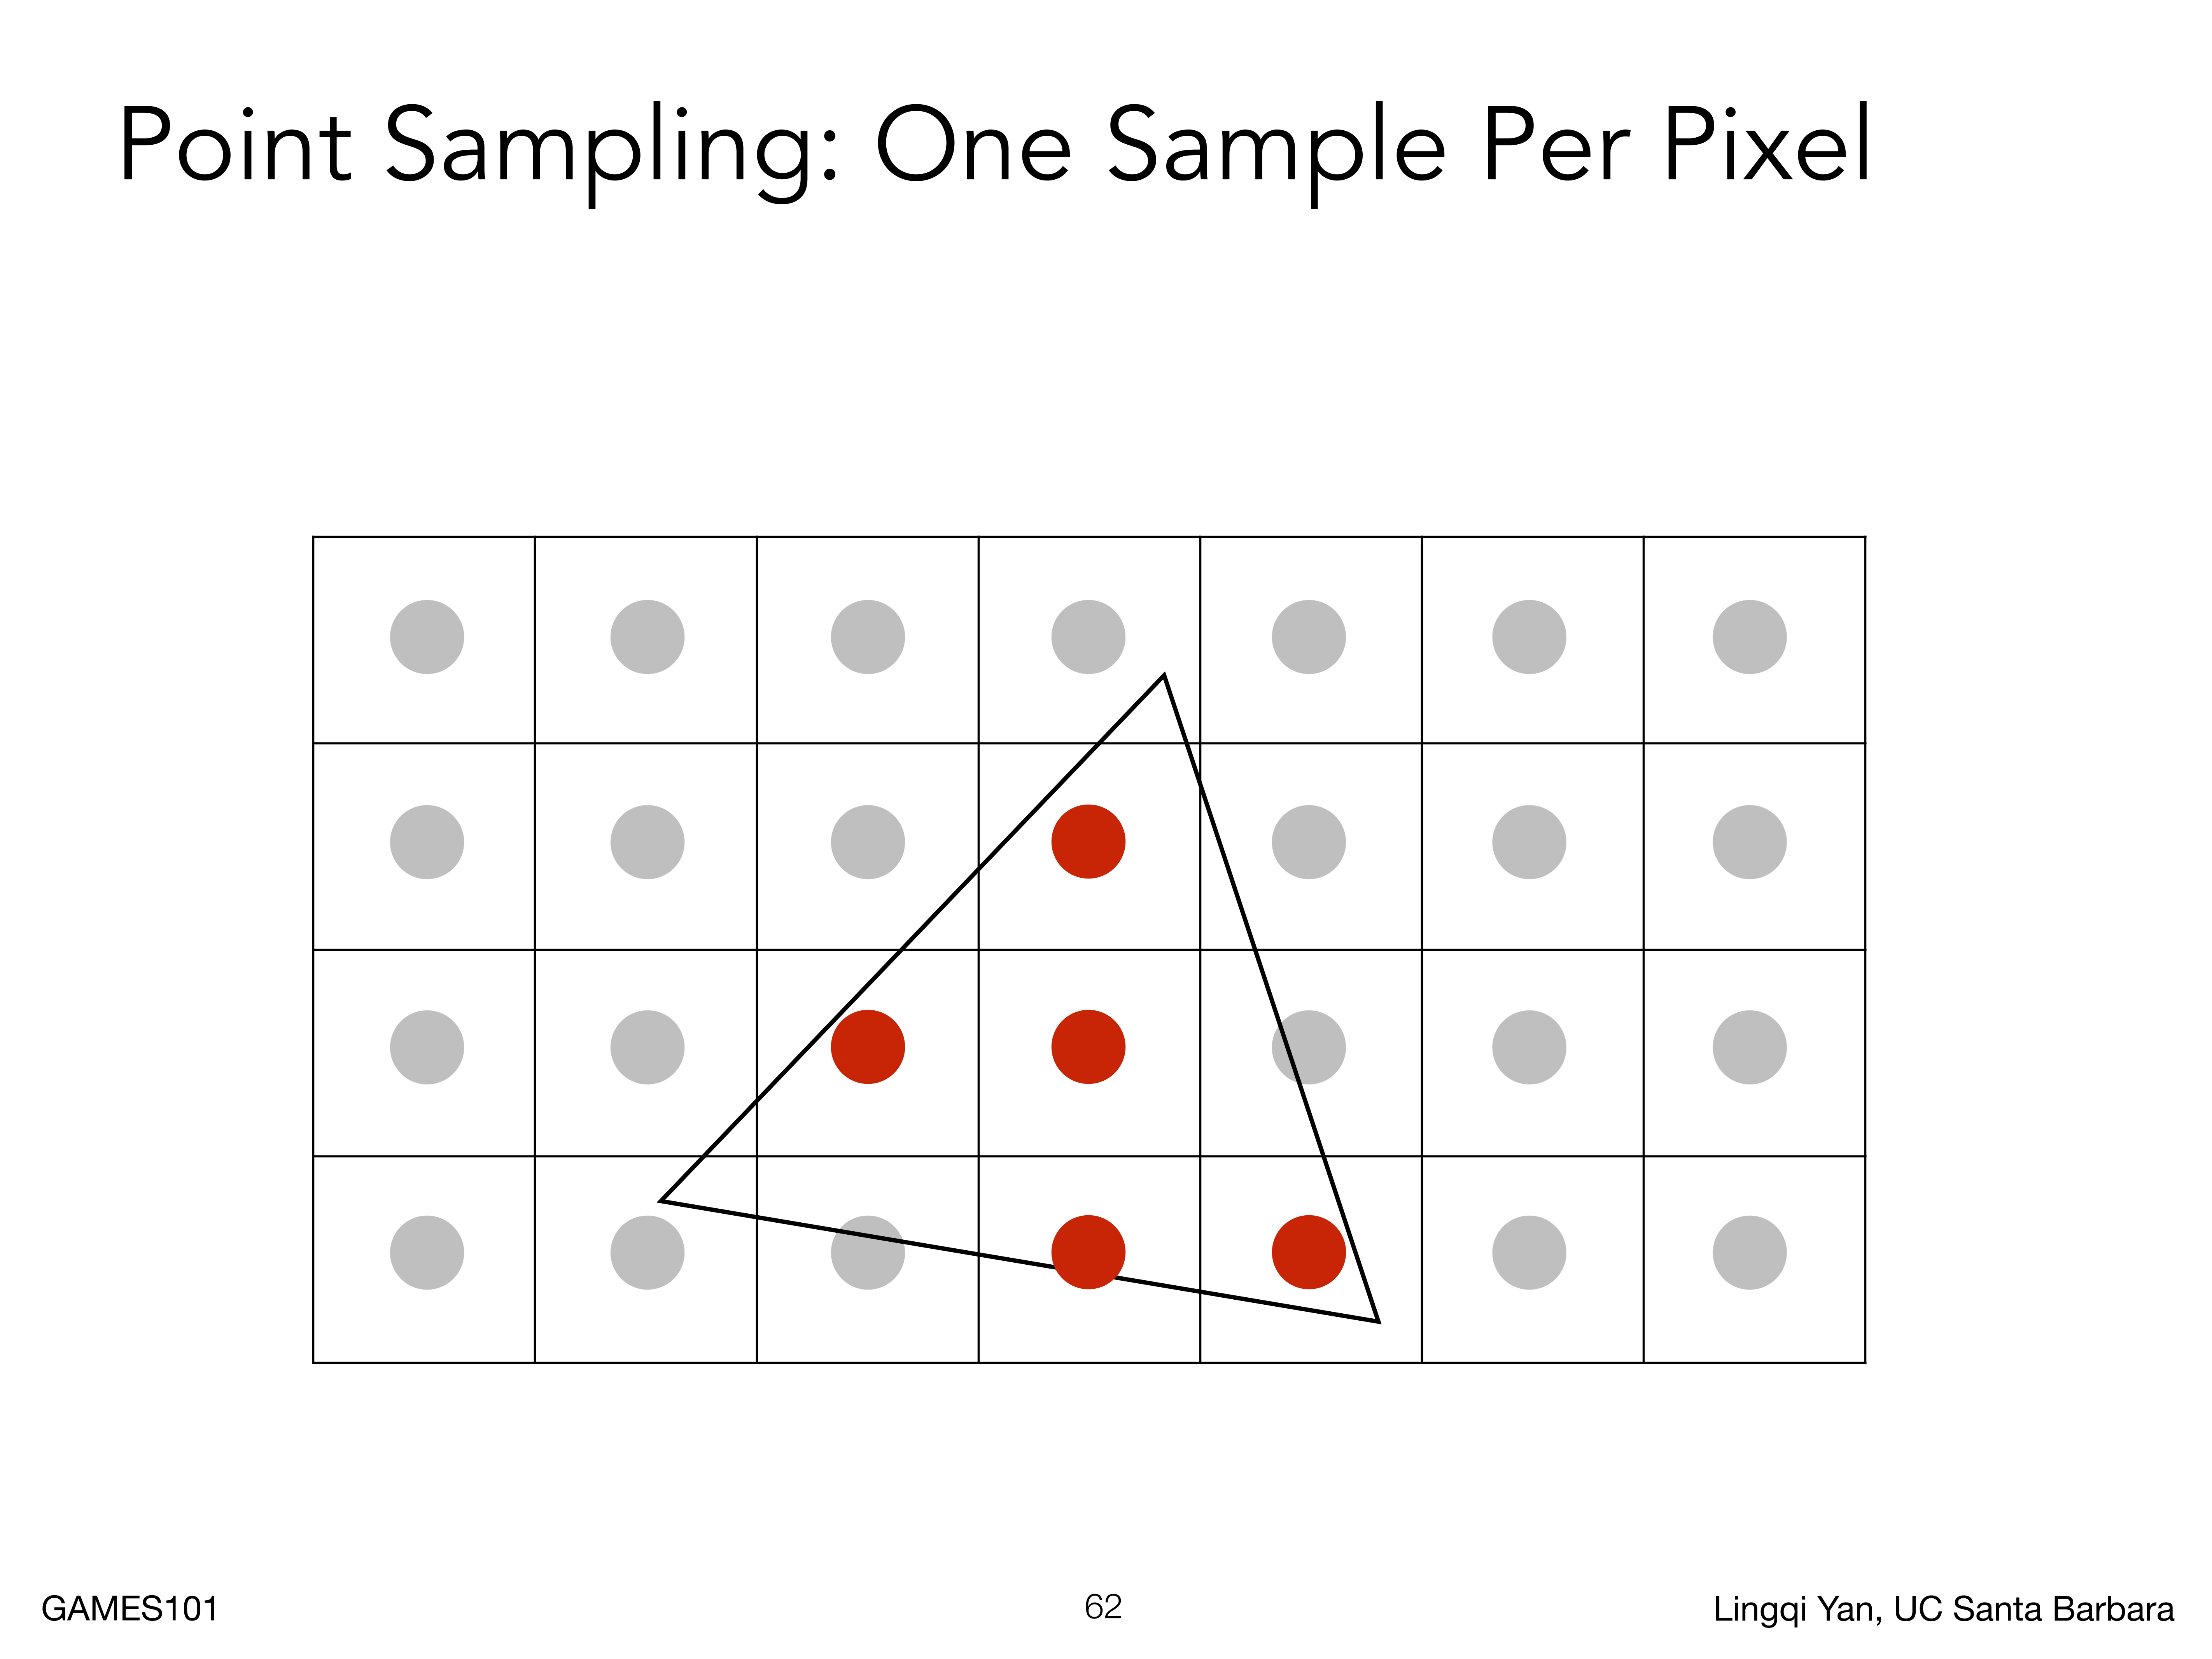 Point Sampling: One Sample Per Pixel
GAMES101
62
Lingqi Yan, UC Santa Barbara